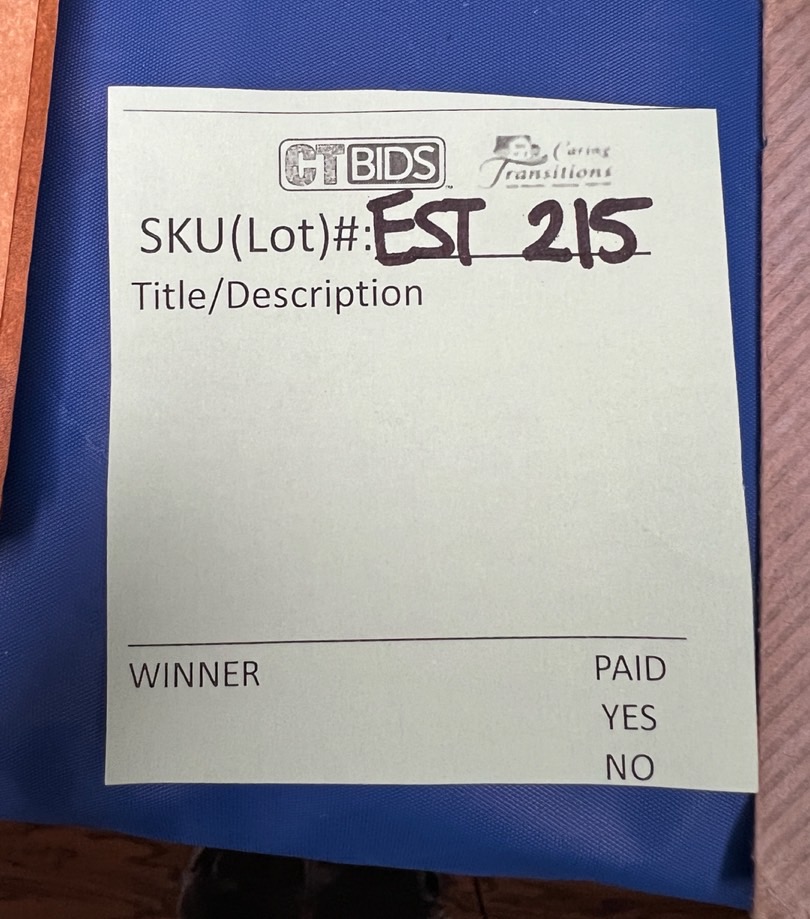 CTBIDS Caring Transitions
SKU(Lot)#: EST 215
Title/Description
WINNER PAID
YES
NO